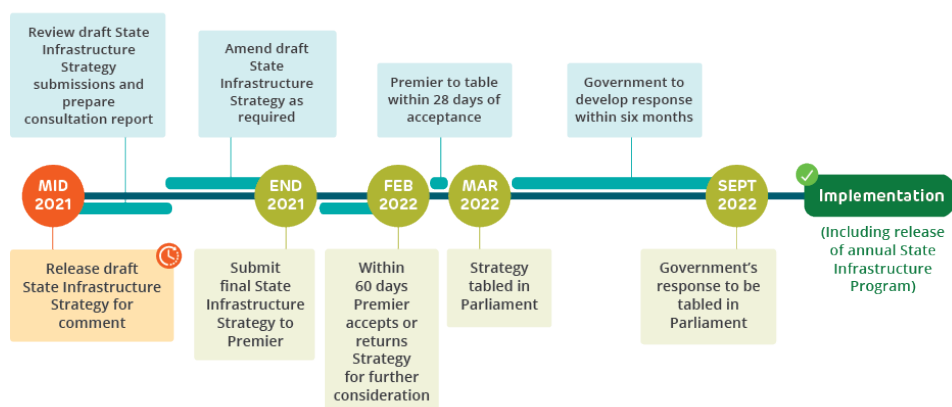 Review draft State
Infrastructure
Strategy
submissions and
prepare
consultation report
Amend draft
State
Infrastructure
Strategy as
required
Premier to table
within 28 days of
acceptance
Government to
develop response
within six months
MID
2021
END
2021
FEB
2022
MAR
2022
SEPT
2022
Implementation
(Including release
of annual State
Infrastructure
Program)
Release draft
State Infrastructure
Strategy for
comment
Submit
final State
Infrastructure
Strategy to
Premier
Within
60 days
Premier
accepts or
returns
Strategy
for further
consideration
Strategy
tabled in
Parliament
Government's
response to be
tabled in
Parliament